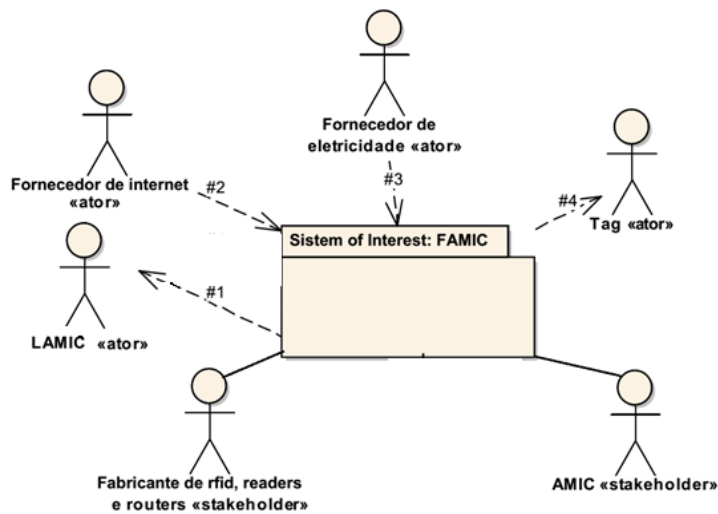 Fornecedor de
eletricidade «ator»
Fornecedor de internet
«ator»
#2
#3
#4
Tag «ator»
Sistem of Interest: FAMIC
#1
LAMIC «ator»
Fabricante de rfid, readers
e routers «stakeholder»
AMIC «stakeholder»